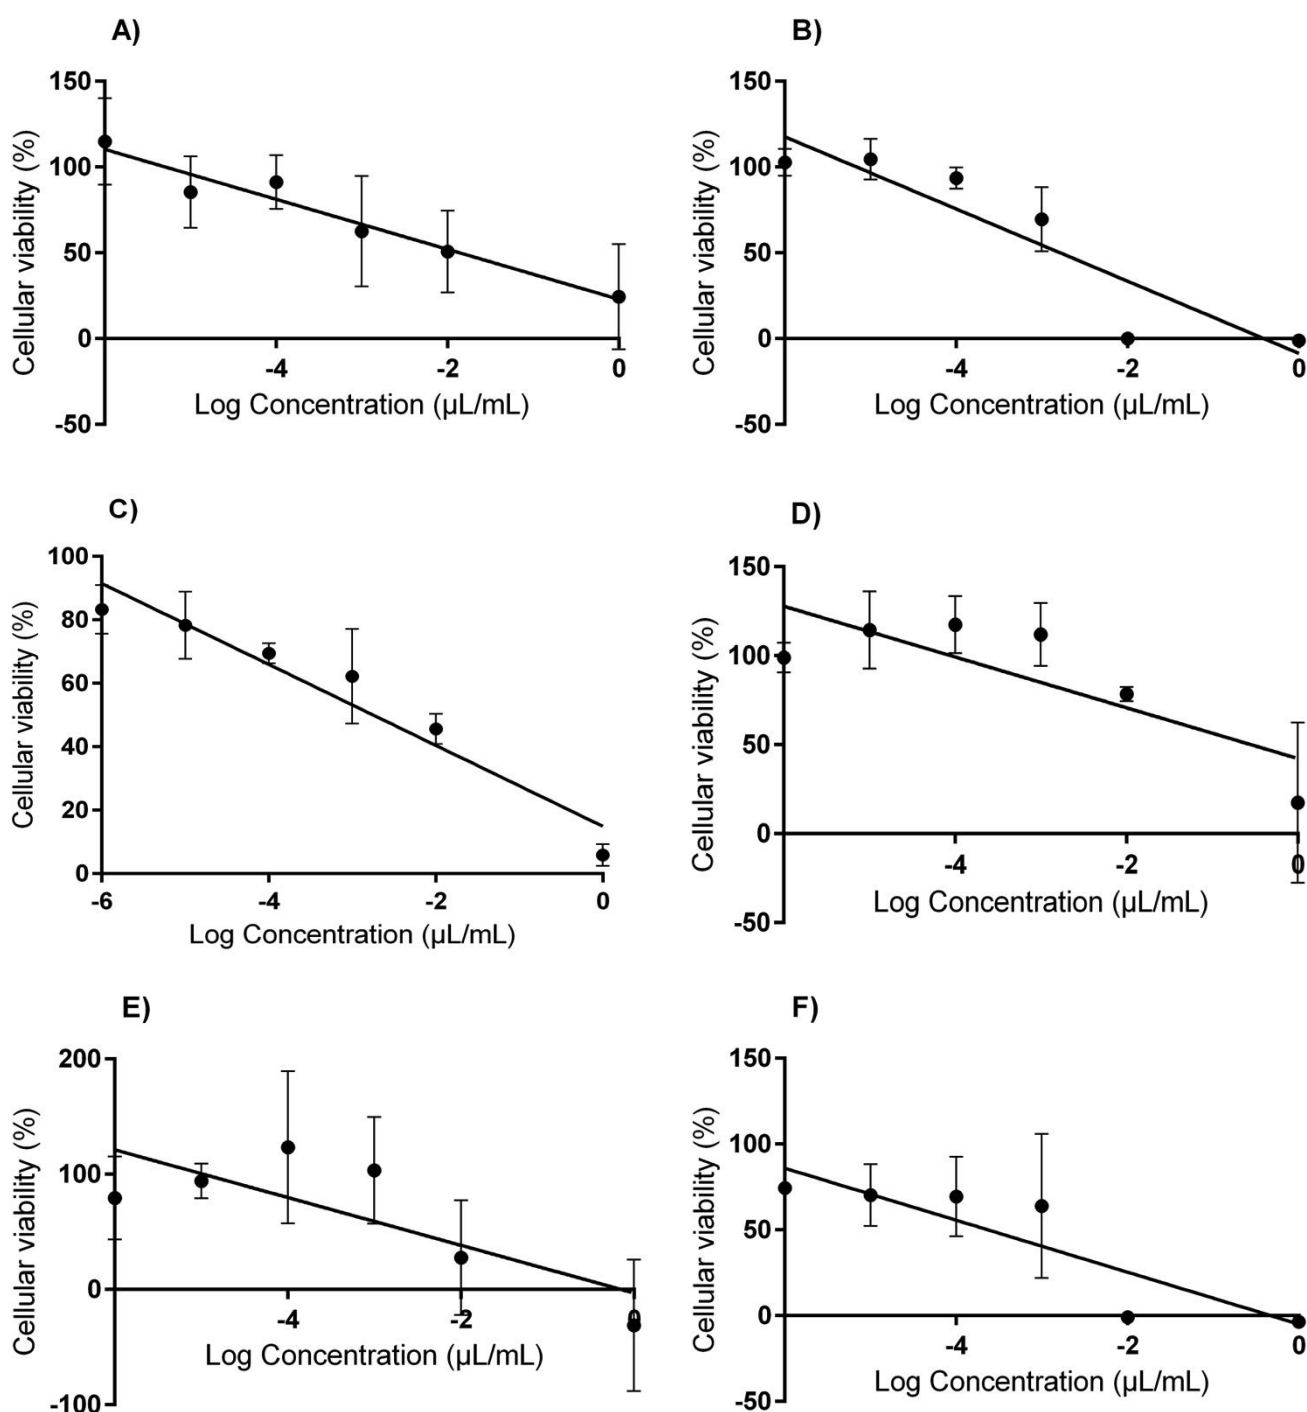 A)
150
100
50
0
-50
Cellular viability (%)
-4
-2
0
Log Concentration (µL/mL)
B)
150
100
50
0
-50
Cellular viability (%)
-4
-2
0
Log Concentration (µL/mL)
C)
100
80
60
40
20
0
Cellular viability (%)
-6
-4
-2
0
Log Concentration (µL/mL)
D)
150
100
50
0
-50
Cellular viability (%)
-4
-2
0
Log Concentration (µL/mL)
E)
200
100
0
-100
Cellular viability (%)
-4
-2
0
Log Concentration (µL/mL)
F)
150
100
50
0
-50
Cellular viability (%)
-4
-2
0
Log Concentration (µL/mL)